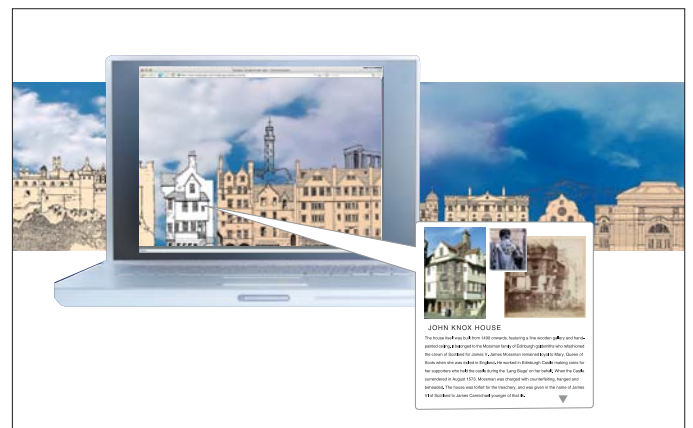 JOHN KNOX HOUSE
The house itself was built from 1490 onwards, featuring a fine wooden gallery and hand-
painted ceiling. It belonged to the Mossman family of Edinburgh goldsmiths who refashioned
the crown of Scotland for James V. James Mossman remained loyal to Mary, Queen of
Scots when she was exiled in England. He worked in Edinburgh Castle making coins for
her supporters who held the castle during the 'Lang Siege' on her behalf. When the Castle
surrendered in August 1573, Mossman was charged with counterfeiting, hanged and
beheaded. The house was forfeit for the treachery, and was given in the name of James
VI of Scotland to James Carmichael younger of that ilk.